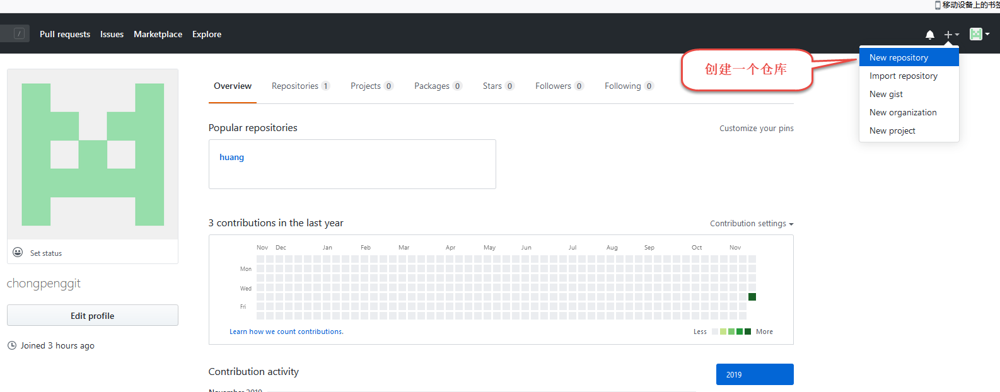 移动设备上的书签
/ Pull requests Issues Marketplace Explore
创建一个仓库
New repository
Import repository
New gist
New organization
New project
Overview Repositories 1 Projects 0 Packages 0 Stars 0 Followers 0 Following 0
Popular repositories Customize your pins
huang
3 contributions in the last year Contribution settings
Nov Dec Jan Feb Mar Apr May Jun Jul Aug Sep Oct Nov
Mon
Wed
Fri
Learn how we count contributions. Less More
Set status
chongpenggit
Edit profile
Joined 3 hours ago
Contribution activity 2019
November 2019